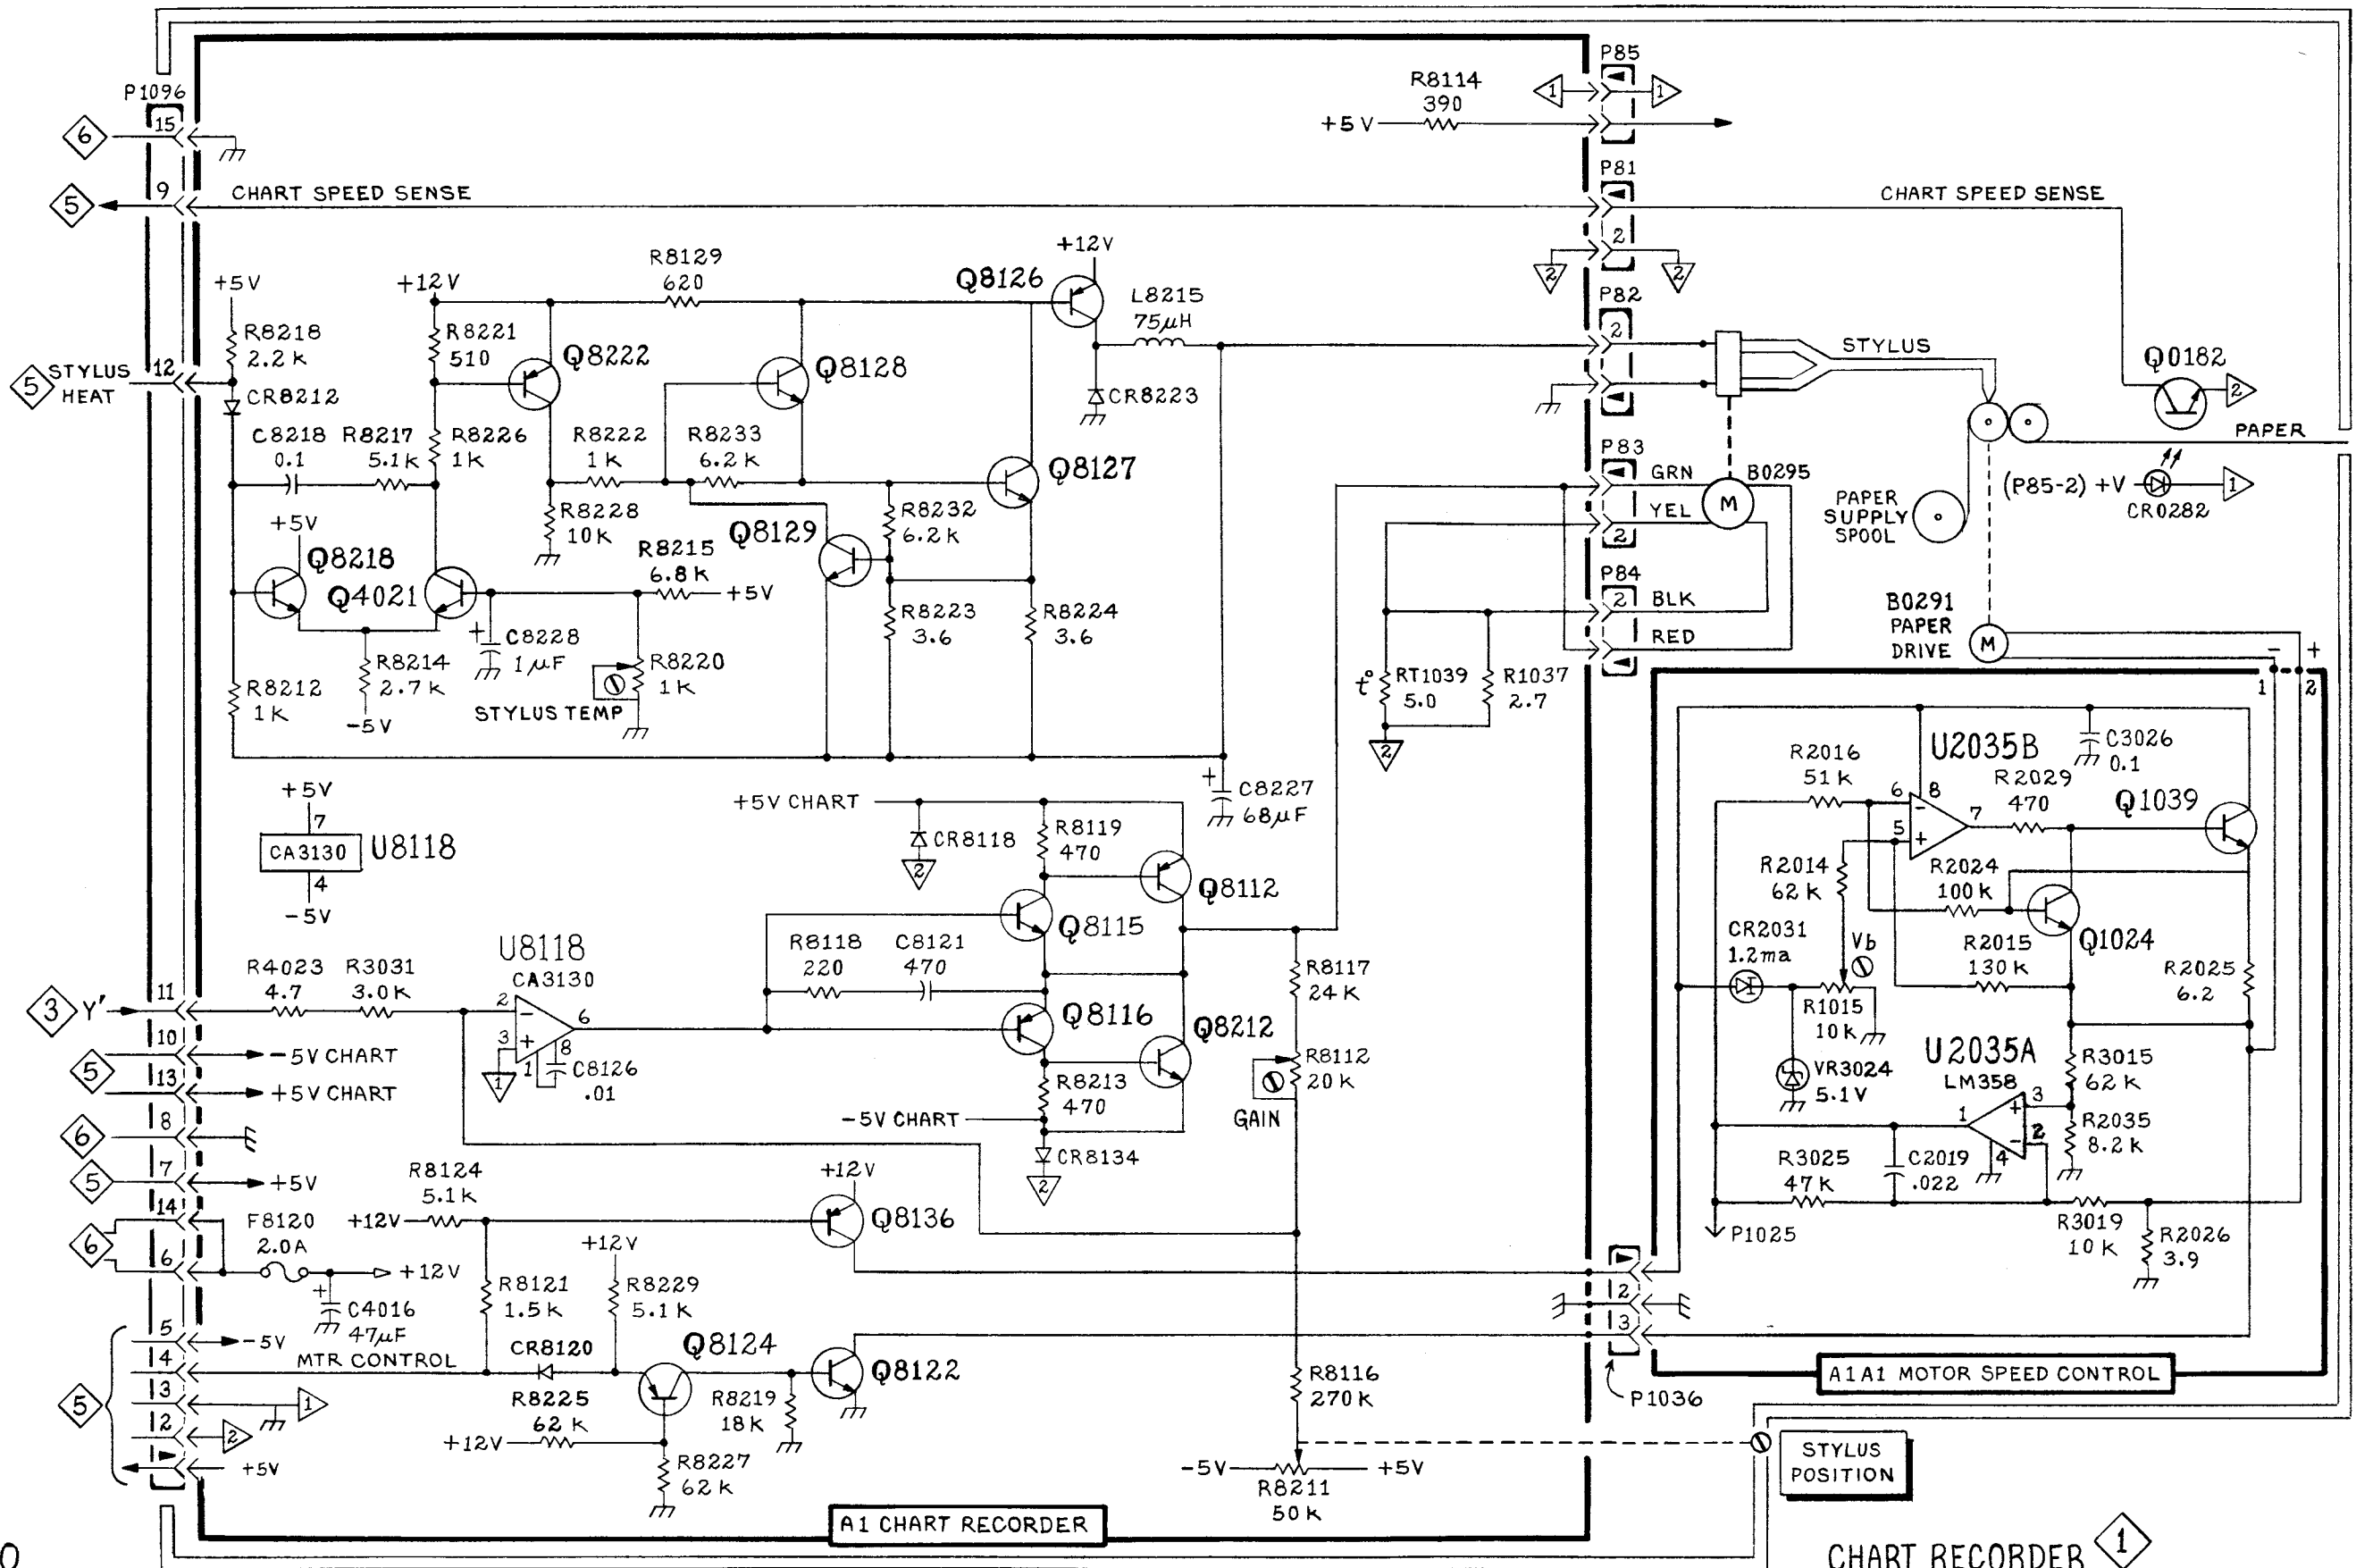 P1096
15
6
9
5
CHART SPEED SENSE
12
5
STYLUS
HEAT
+5V
R8218
2.2K
CR8212
C8218
0.1
R8217
5.1K
+12V
R8221
510
R8226
1K
Q8222
R8129
620
Q8128
Q8126
+12V
L8215
75µH
CR8223
R8222
1K
R8233
6.2K
Q8127
R8228
10K
Q8129
R8232
6.2K
+5V
Q8218
Q4021
R8215
6.8K
+5V
C8228
1µF
+
R8214
2.7K
-5V
R8212
1K
R8220
1K
STYLUS TEMP
R8223
3.6
R8224
3.6
+
C8227
68µF
R8114
390
+5V
P85
1
1
P81
2
2
2
CHART SPEED SENSE
P82
2
STYLUS
Q0182
2
PAPER
P83
GRN
YEL
2
B0295
M
P84
2
BLK
RED
(P85-2) +V
CR0282
1
PAPER
SUPPLY
SPOOL
B0291
PAPER
DRIVE
M
-
+
1
2
t°
RT1039
5.0
R1037
2.7
2
+5V
7
CA3130
U8118
4
-5V
+5V CHART
CR8118
2
R8119
470
Q8112
Q8115
R8118
220
C8121
470
Q8116
Q8212
R8213
470
-5V CHART
CR8134
2
U8118
CA3130
2
-
3
+
6
8
1
1
C8126
.01
R4023
4.7
R3031
3.0K
11
3
Y'
10
-5V CHART
5
13
+5V CHART
8
6
7
5
+5V
14
6
6
F8120
2.0A
+12V
+
C4016
47µF
5
-5V
4
MTR CONTROL
3
1
5
2
2
+5V
R8117
24K
R8112
20K
GAIN
R8124
5.1K
+12V
+12V
Q8136
R8121
1.5K
+12V
R8229
5.1K
CR8120
Q8124
Q8122
R8225
62K
+12V
R8219
18K
R8227
62K
R8116
270K
-5V
+5V
R8211
50K
STYLUS
POSITION
2
3
P1036
C3026
0.1
U2035B
R2016
51K
6
-
5
+
8
7
R2029
470
Q1039
R2014
62K
R2024
100K
Q1024
CR2031
1.2ma
Vb
R2015
130K
R2025
6.2
R1015
10K
VR3024
5.1V
U2035A
LM358
R3015
62K
1
3
+
2
-
4
R2035
8.2K
R3025
47K
C2019
.022
R3019
10K
R2026
3.9
P1025
A1A1 MOTOR SPEED CONTROL
A1 CHART RECORDER
CHART RECORDER
1